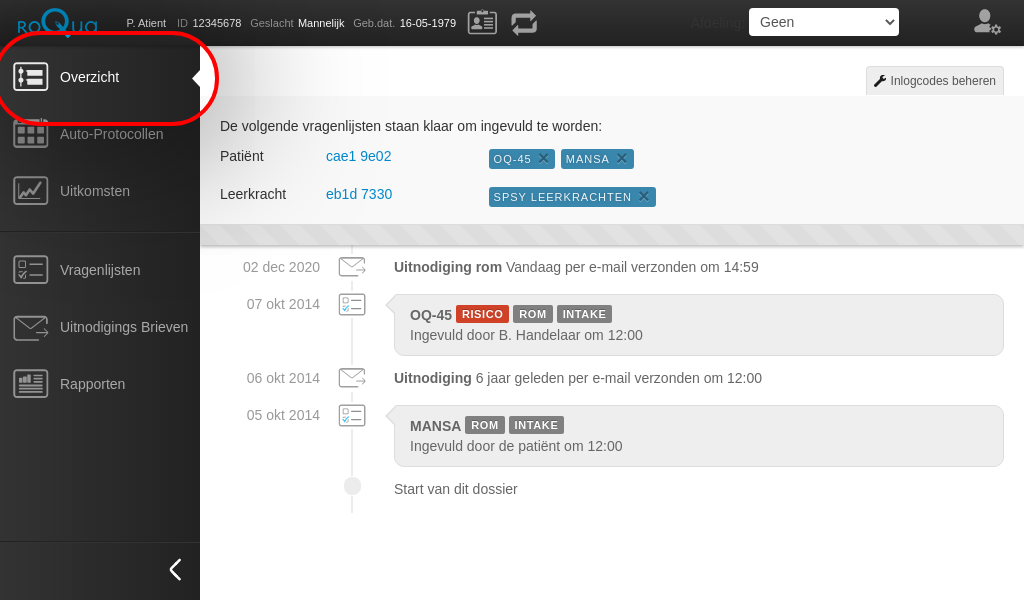 roQua P. Atient ID 12345678 Geslacht Mannelijk Geb.dat. 16-05-1979 Afdeling Geen
Overzicht
Auto-Protocollen
Uitkomsten
Vragenlijsten
Uitnodigings Brieven
Rapporten
Inlogcodes beheren
De volgende vragenlijsten staan klaar om ingevuld te worden:
Patiënt cae1 9e02 OQ-45 MANSA
Leerkracht eb1d 7330 SPSY LEERKRACHTEN
02 dec 2020 Uitnodiging rom Vandaag per e-mail verzonden om 14:59
07 okt 2014 OQ-45 RISICO ROM INTAKE
Ingevuld door B. Handelaar om 12:00
06 okt 2014 Uitnodiging 6 jaar geleden per e-mail verzonden om 12:00
05 okt 2014 MANSA ROM INTAKE
Ingevuld door de patiënt om 12:00
Start van dit dossier